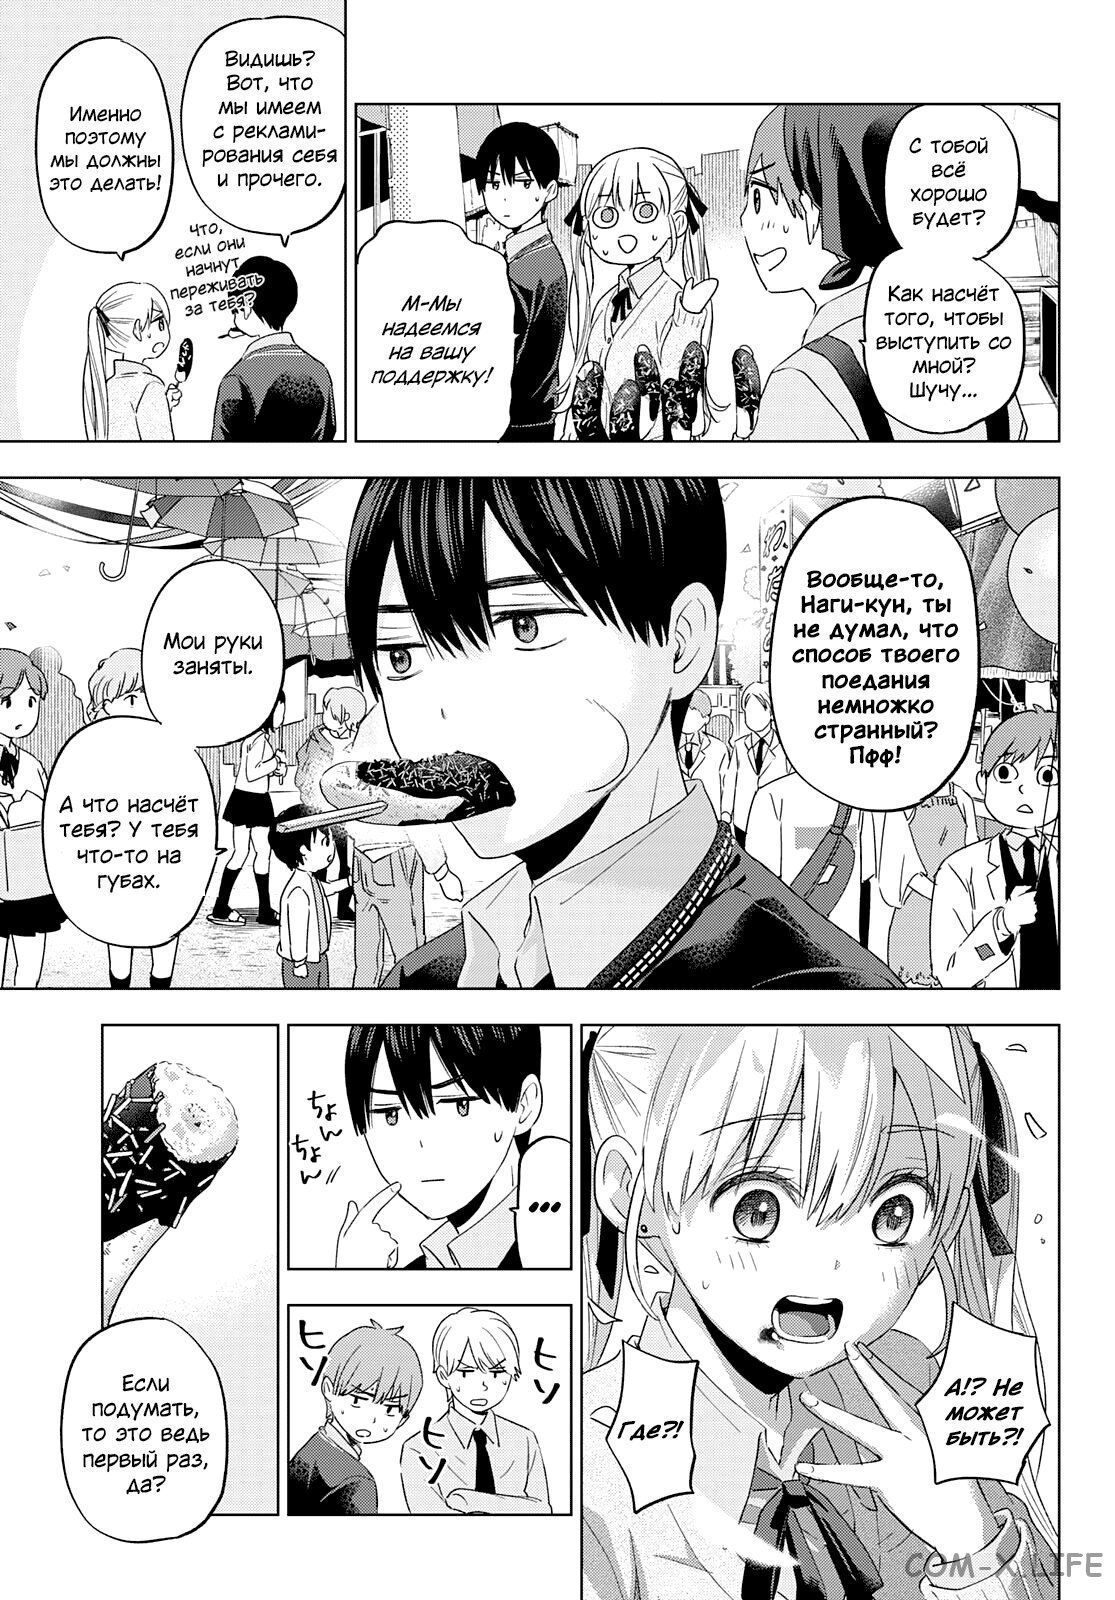 С тобой
всё
хорошо
будет?
Как насчёт
того, чтобы
выступить со
мной?
Шучу...
М-Мы
надеемся
на вашу
поддержку!
Видишь?
Вот, что
мы имеем
с реклами-
рования себя
и прочего.
Именно
поэтому
мы должны
это делать!
Что,
если они
начнут
переживать
за тебя?
Вообще-то,
Наги-кун, ты
не думал, что
способ твоего
поедания
немножко
странный?
Пфф!
Мои руки
заняты.
А что насчёт
тебя? У тебя
что-то на
губах.
А!? Не
может
быть?!
Где?!
...
ちょん
ちょん
ヒソ
ヒソ
Если
подумать,
то это ведь
первый раз,
да?
COM-X.LIFE